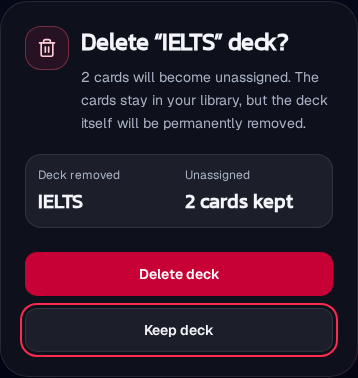 Delete “IELTS” deck?
2 cards will become unassigned. The
cards stay in your library, but the deck
itself will be permanently removed.
Deck removed
IELTS
Unassigned
2 cards kept
Delete deck
Keep deck